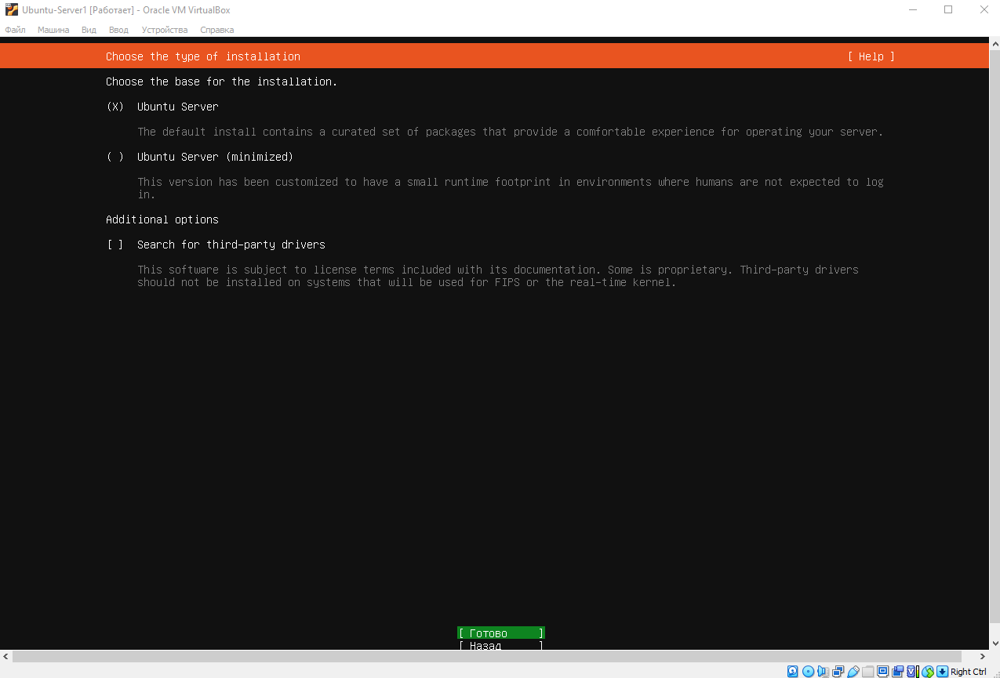 Ubuntu-Server1 [Работает] - Oracle VM VirtualBox
Файл Машина Вид Ввод Устройства Справка
Choose the type of installation [ Help ]
Choose the base for the installation.
(X) Ubuntu Server
The default install contains a curated set of packages that provide a comfortable experience for operating your server.
( ) Ubuntu Server (minimized)
This version has been customized to have a small runtime footprint in environments where humans are not expected to log
in.
Additional options
[ ] Search for third-party drivers
This software is subject to license terms included with its documentation. Some is proprietary. Third-party drivers
should not be installed on systems that will be used for FIPS or the real-time kernel.
[ Готово ]
[ Назад ]
Right Ctrl